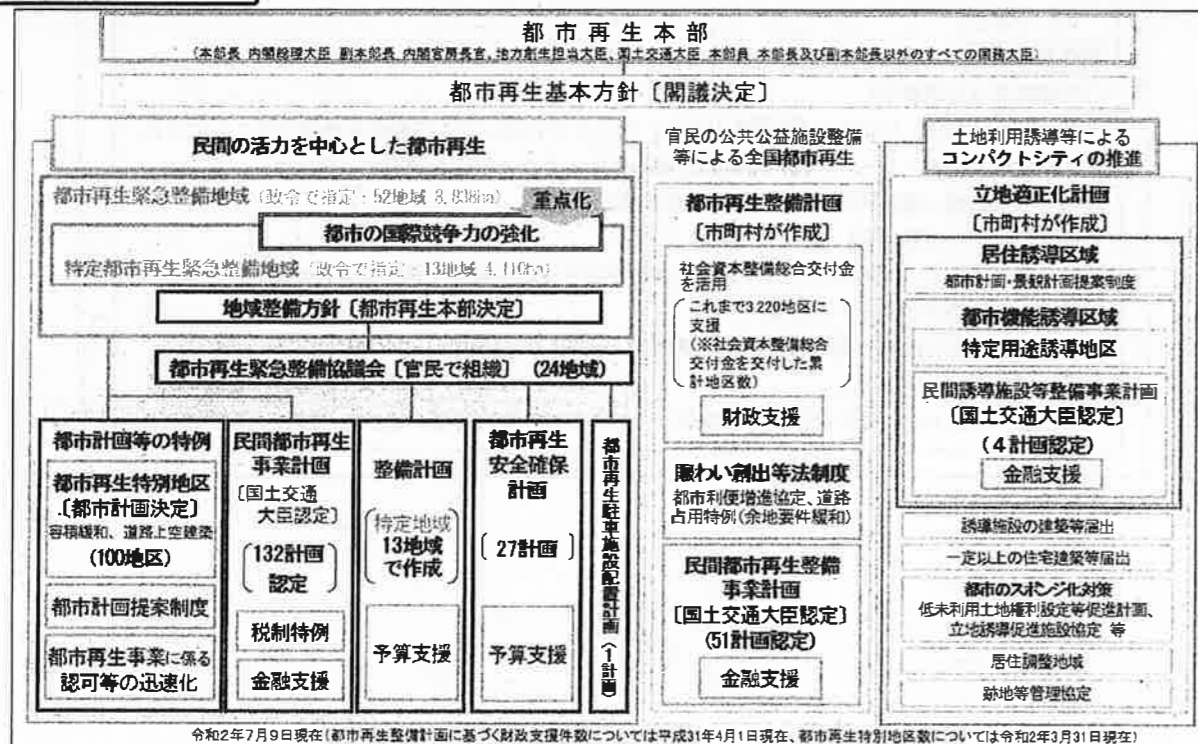 都市再生本部
(本部長 内閣総理大臣 副本部長 内閣官房長官、地方創生担当大臣、国土交通大臣 本部員 本部長及び副本部長以外のすべての国務大臣)
都市再生基本方針〔閣議決定〕
民間の活力を中心とした都市再生
都市再生緊急整備地域 (政令で指定：52地域
重点化
都市の国際競争力の強化
特定都市再生緊急整備地域 (政令で指定：13地域
地域整備方針〔都市再生本部決定〕
都市再生緊急整備協議会〔官民で組織〕(24地域)
都市計画等の特例
都市再生特別地区
〔都市計画決定〕
容積緩和、道路上空建築
(100地区)
都市計画提案制度
都市再生事業に係る
認可等の迅速化
民間都市再生
事業計画
〔国土交通
大臣認定〕
132計画
認定
税制特例
金融支援
整備計画
特定地域
13地域
で作成
予算支援
都市再生
安全確保
計画
27計画
予算支援
都市再生駐車施設配置計画(1計画)
官民の公共公益施設整備
等による全国都市再生
都市再生整備計画
〔市町村が作成〕
社会資本整備総合交付金
を活用
これまで3,220地区に
支援
(※社会資本整備総合
交付金を交付した累
計地区数)
財政支援
賑わい創出等法制度
都市利便増進協定、道路
占用特例(余地要件緩和)
民間都市再生整備
事業計画
〔国土交通大臣認定〕
(51計画認定)
金融支援
土地利用誘導等による
コンパクトシティの推進
立地適正化計画
〔市町村が作成〕
居住誘導区域
都市計画・景観計画提案制度
都市機能誘導区域
特定用途誘導地区
民間誘導施設等整備事業計画
〔国土交通大臣認定〕
(4計画認定)
金融支援
誘導施設の建築等届出
一定以上の住宅建築等届出
都市のスポンジ化対策
低未利用土地権利設定等促進計画、
立地誘導促進施設協定 等
居住調整地域
跡地等管理協定
令和2年7月9日現在(都市再生整備計画に基づく財政支援件数については平成31年4月1日現在、都市再生特別地区数については令和2年3月31日現在)